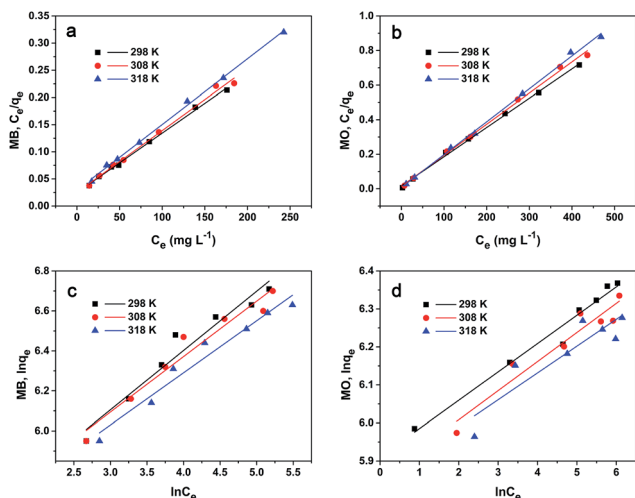 a
298 K
308 K
318 K
MB, Ce/qe
0.35
0.30
0.25
0.20
0.15
0.10
0.05
0.00
0 50 100 150 200 250
Ce (mg L-1)
b
298 K
308 K
318 K
MO, Ce/qe
1.0
0.8
0.6
0.4
0.2
0.0
0 100 200 300 400 500
Ce (mg L-1)
c
298 K
308 K
318 K
MB, lnqe
6.8
6.6
6.4
6.2
6.0
2.5 3.0 3.5 4.0 4.5 5.0 5.5
lnCe
d
298 K
308 K
318 K
MO, lnqe
6.4
6.3
6.2
6.1
6.0
5.9
0 1 2 3 4 5 6
lnCe